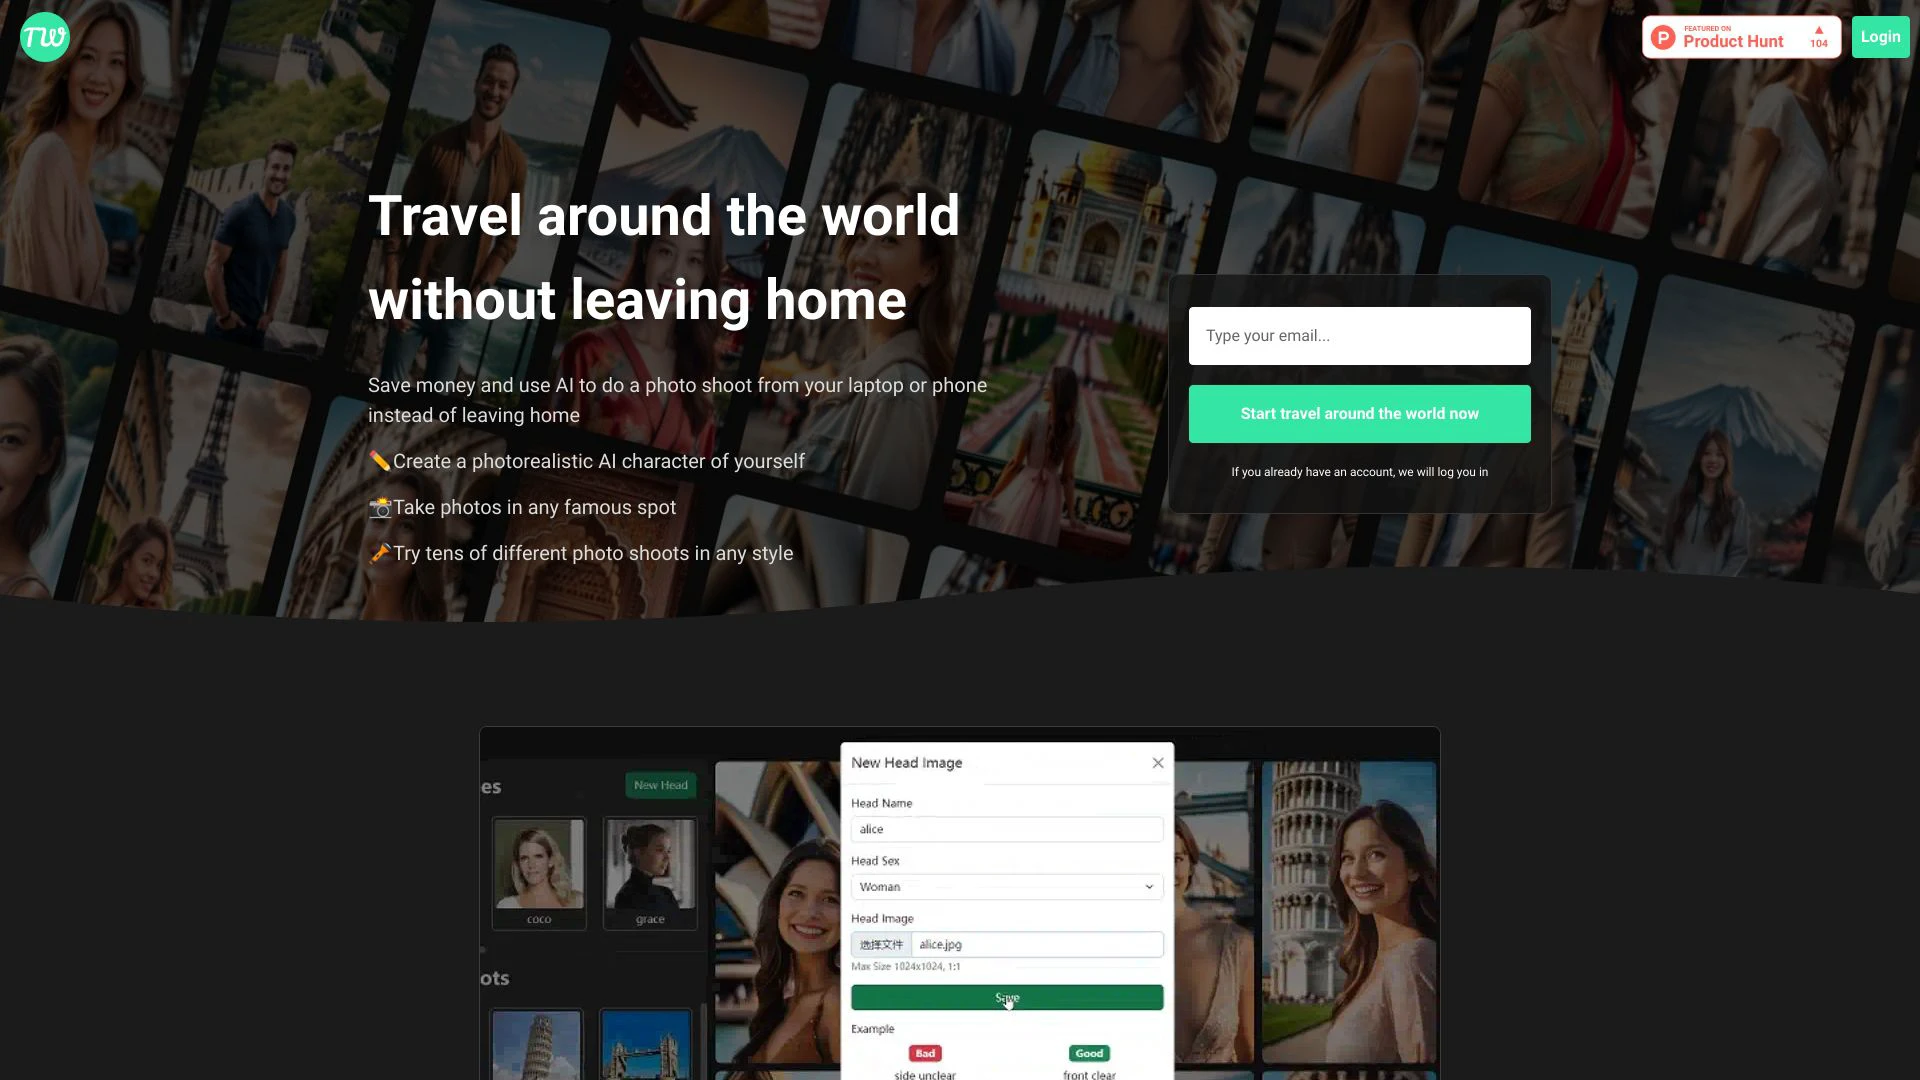 TW
FEATURED ON
Product Hunt
104
Login
Travel around the world
without leaving home
Save money and use AI to do a photo shoot from your laptop or phone
instead of leaving home
✏️Create a photorealistic AI character of yourself
📸Take photos in any famous spot
Try tens of different photo shoots in any style
Type your email...
Start travel around the world now
If you already have an account, we will log you in
es
New Head
coco
grace
ots
New Head Image
Head Name
alice
Head Sex
Woman
Head Image
选择文件
alice.jpg
Max Size 1024x1024, 1:1
Save
Example
Bad
Good
side unclear
front clear